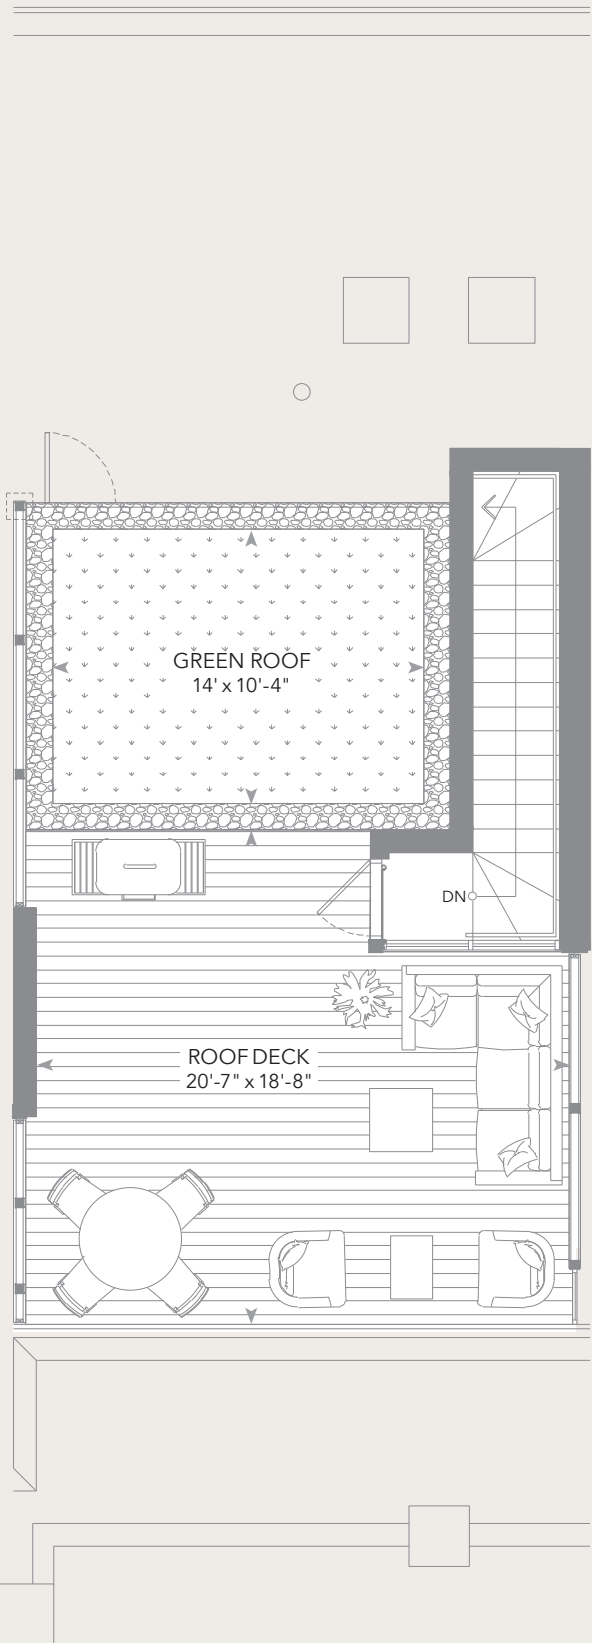 GREEN ROOF
14' x 10'-4"
DN
ROOF DECK
20'-7" x 18'-8"